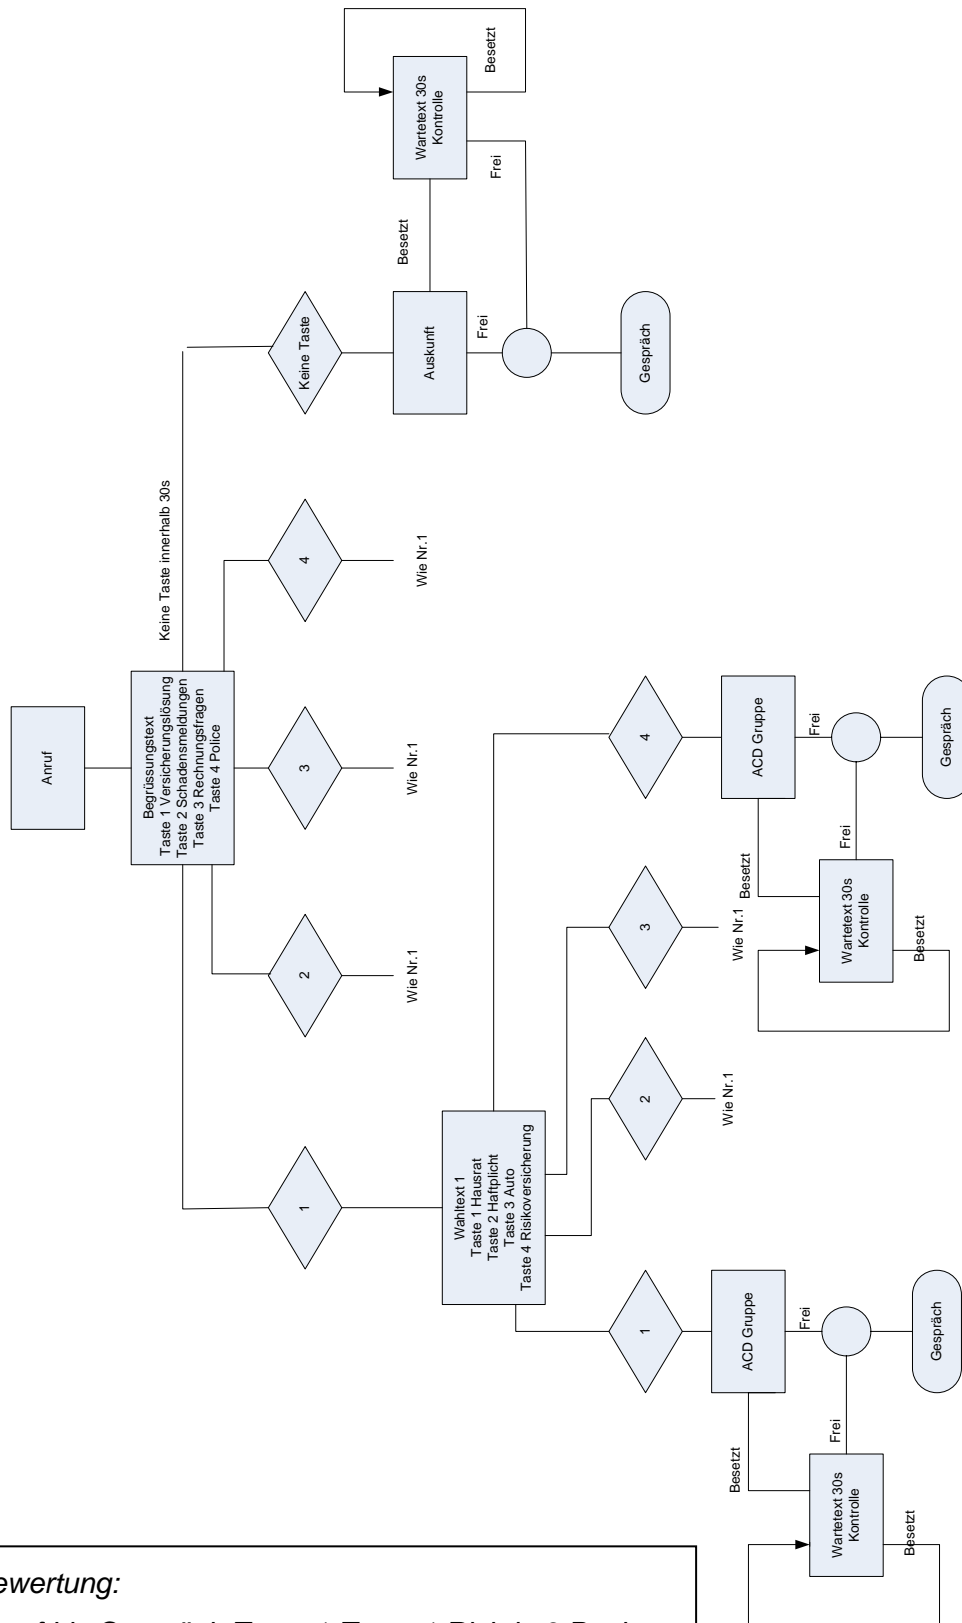 Anruf
Begrüssungstext
Taste 1 Versicherungslösung
Taste 2 Schadensmeldungen
Taste 3 Rechnungsfragen
Taste 4 Police
Keine Taste innerhalb 30s
1
2
Wie Nr.1
3
Wie Nr.1
4
Wie Nr.1
Keine Taste
Auskunft
Besetzt
Wartetext 30s
Kontrolle
Besetzt
Frei
Frei
Gespräch
Wahltext 1
Taste 1 Hausrat
Taste 2 Haftplicht
Taste 3 Auto
Taste 4 Risikoversicherung
1
ACD Gruppe
Besetzt
Wartetext 30s
Kontrolle
Besetzt
Frei
Frei
Gespräch
2
Wie Nr.1
3
Wie Nr.1
4
ACD Gruppe
Besetzt
Wartetext 30s
Kontrolle
Besetzt
Frei
Frei
Gespräch
ewertung: